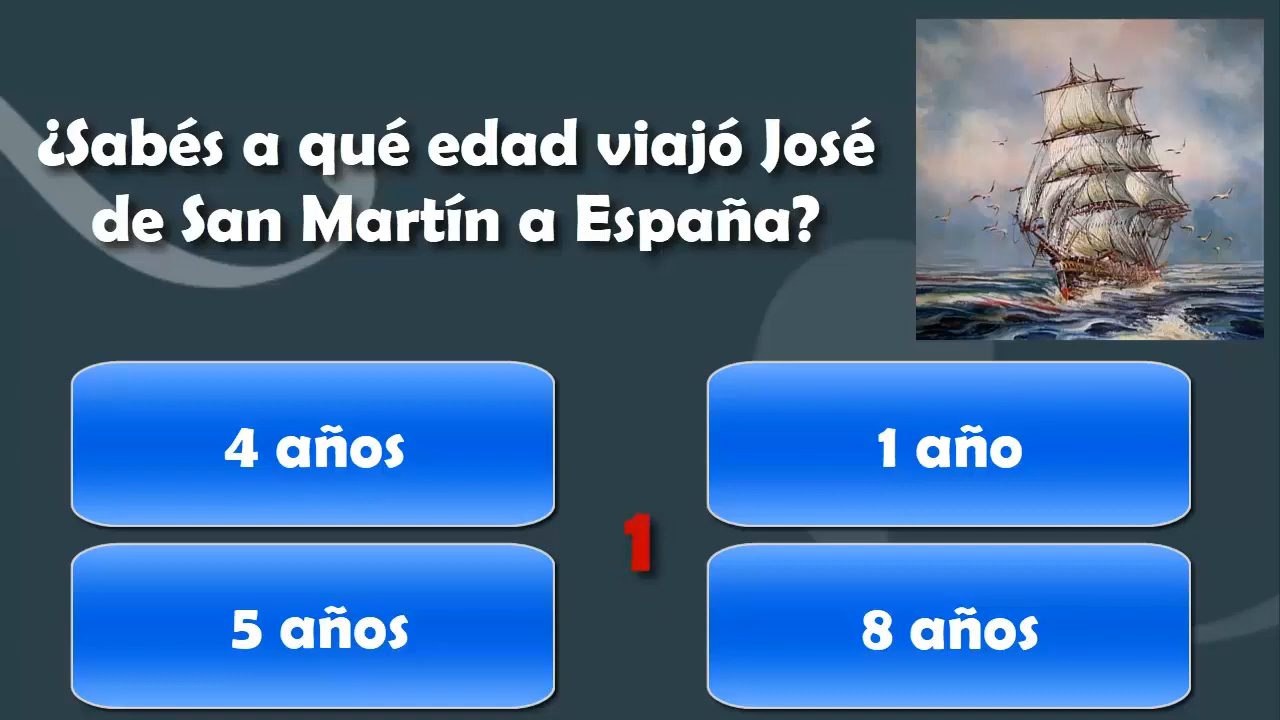 ¿Sabés a qué edad viajó José
de San Martín a España?
4 años
1 año
1
5 años
8 años